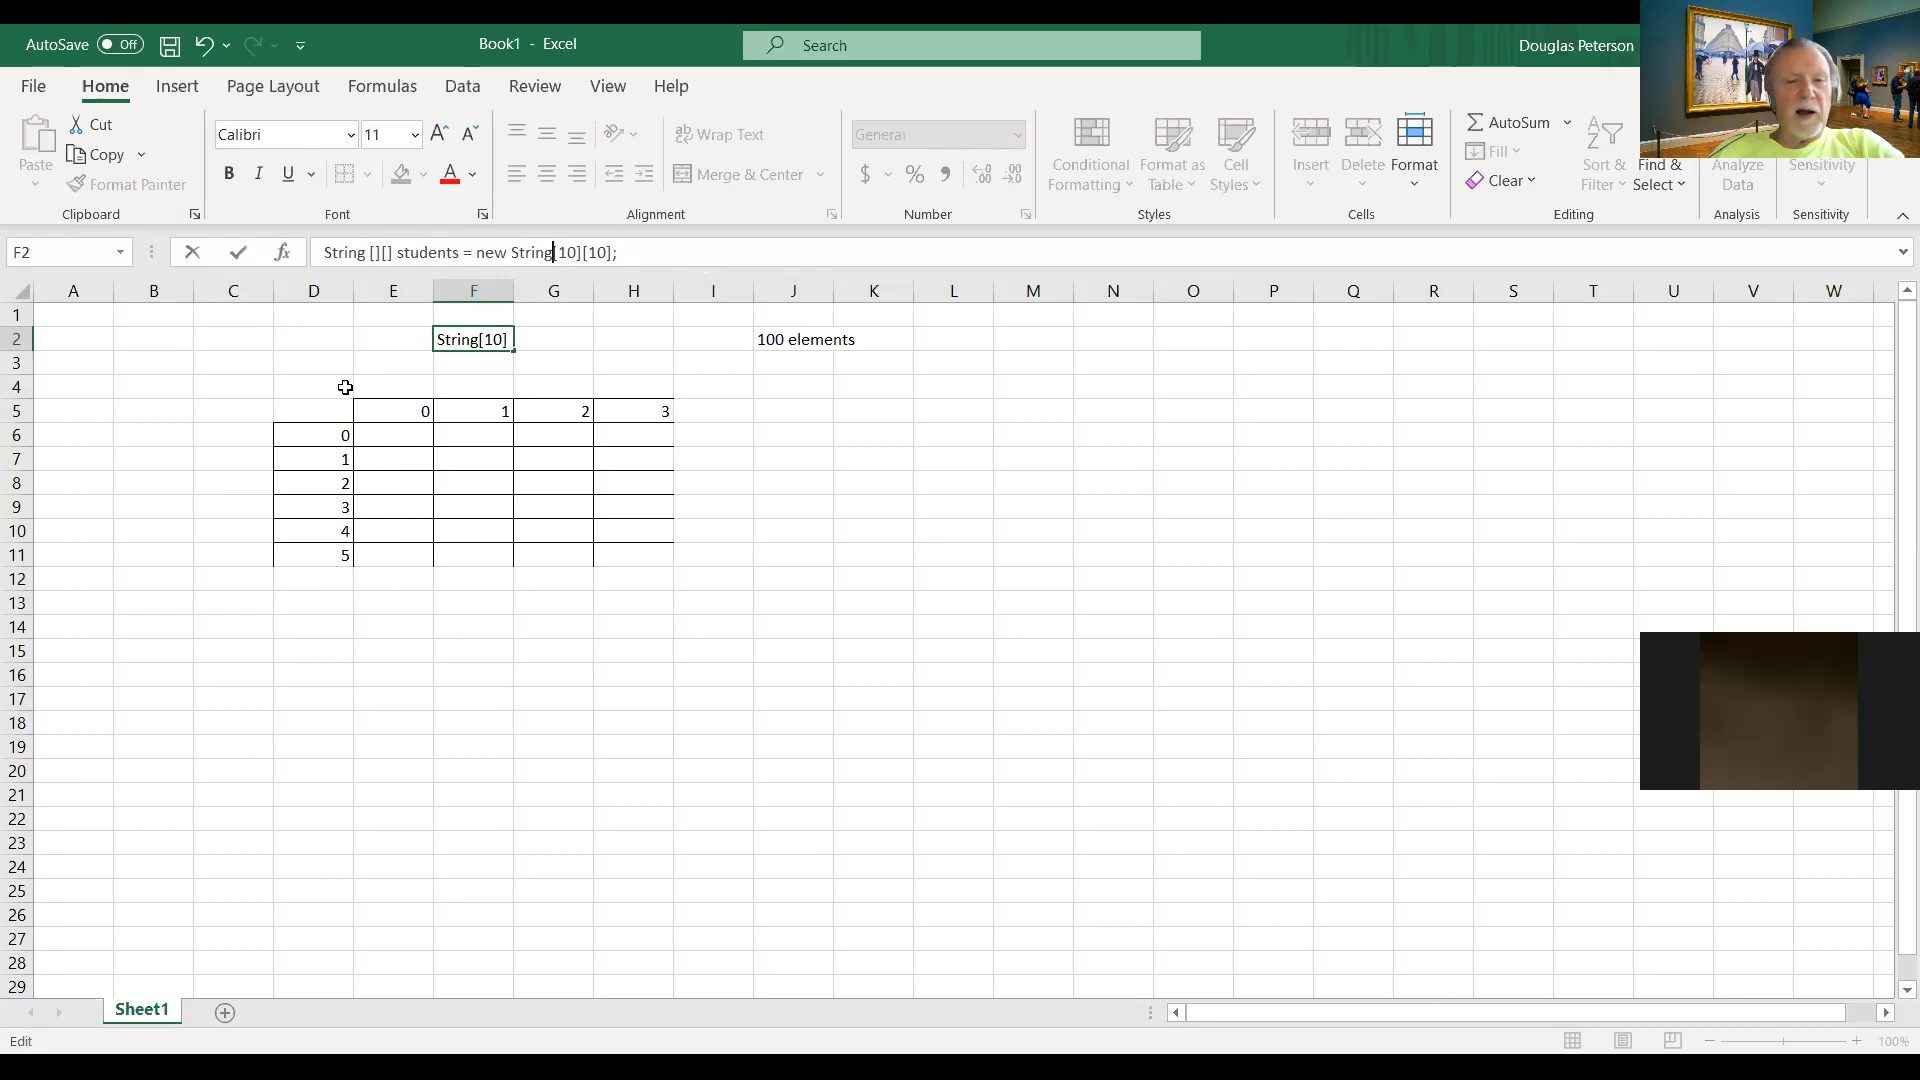 AutoSave Off Book1 - Excel Search Douglas Peterson
File Home Insert Page Layout Formulas Data Review View Help
Cut
Copy
Paste
Format Painter
Clipboard
Calibri 11 A A
B I U A
Font
ab Wrap Text
Merge & Center
Alignment
General
$ % 9 .00 .00
Number
Conditional Formatting
Format as Table
Cell Styles
Styles
Insert Delete Format
Cells
AutoSum
Fill
Clear
Sort & Filter
Find & Select
Editing
Analyze Data
Analysis
Sensitivity
Sensitivity
F2 fx String [][] students = new String[10][10];
A B C D E F G H I J K L M N O P Q R S T U V W
1
2 String[10] 100 elements
3
4
5 0 1 2 3
6 0
7 1
8 2
9 3
10 4
11 5
12
13
14
15
16
17
18
19
20
21
22
23
24
25
26
27
28
29
Sheet1
Edit 100%